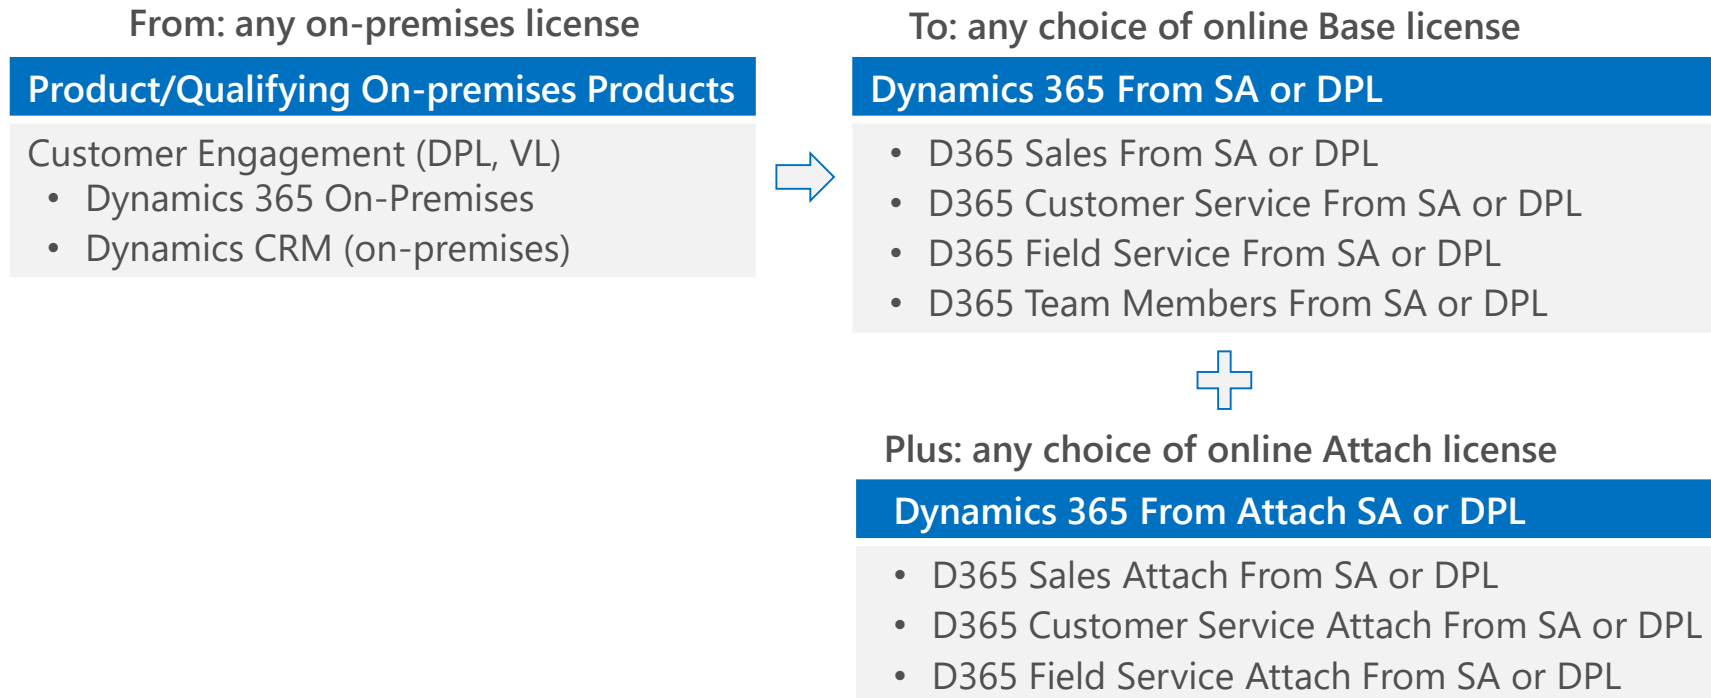 From: any on-premises license
Product/Qualifying On-premises Products
Customer Engagement (DPL, VL)
• Dynamics 365 On-Premises
• Dynamics CRM (on-premises)
To: any choice of online Base license
Dynamics 365 From SA or DPL
• D365 Sales From SA or DPL
• D365 Customer Service From SA or DPL
• D365 Field Service From SA or DPL
• D365 Team Members From SA or DPL
Plus: any choice of online Attach license
Dynamics 365 From Attach SA or DPL
• D365 Sales Attach From SA or DPL
• D365 Customer Service Attach From SA or DPL
• D365 Field Service Attach From SA or DPL